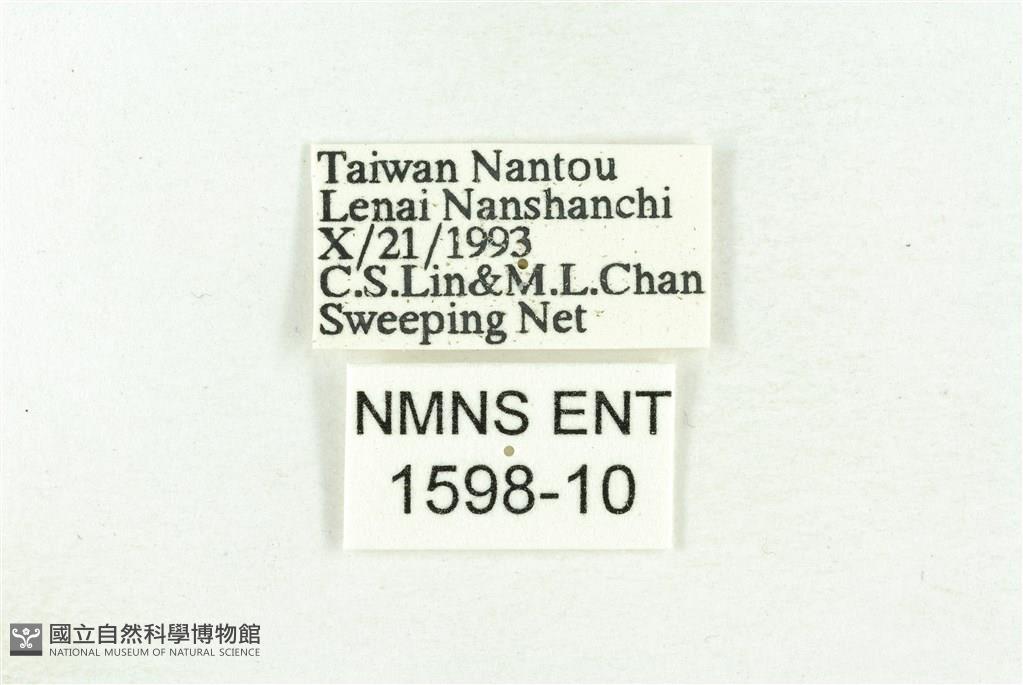 Taiwan Nantou
Lenai Nanshanchi
X/21/1993
C.S.Lin&M.L.Chan
Sweeping Net
NMNS ENT
1598-10
國立自然科學博物館
NATIONAL MUSEUM OF NATURAL SCIENCE